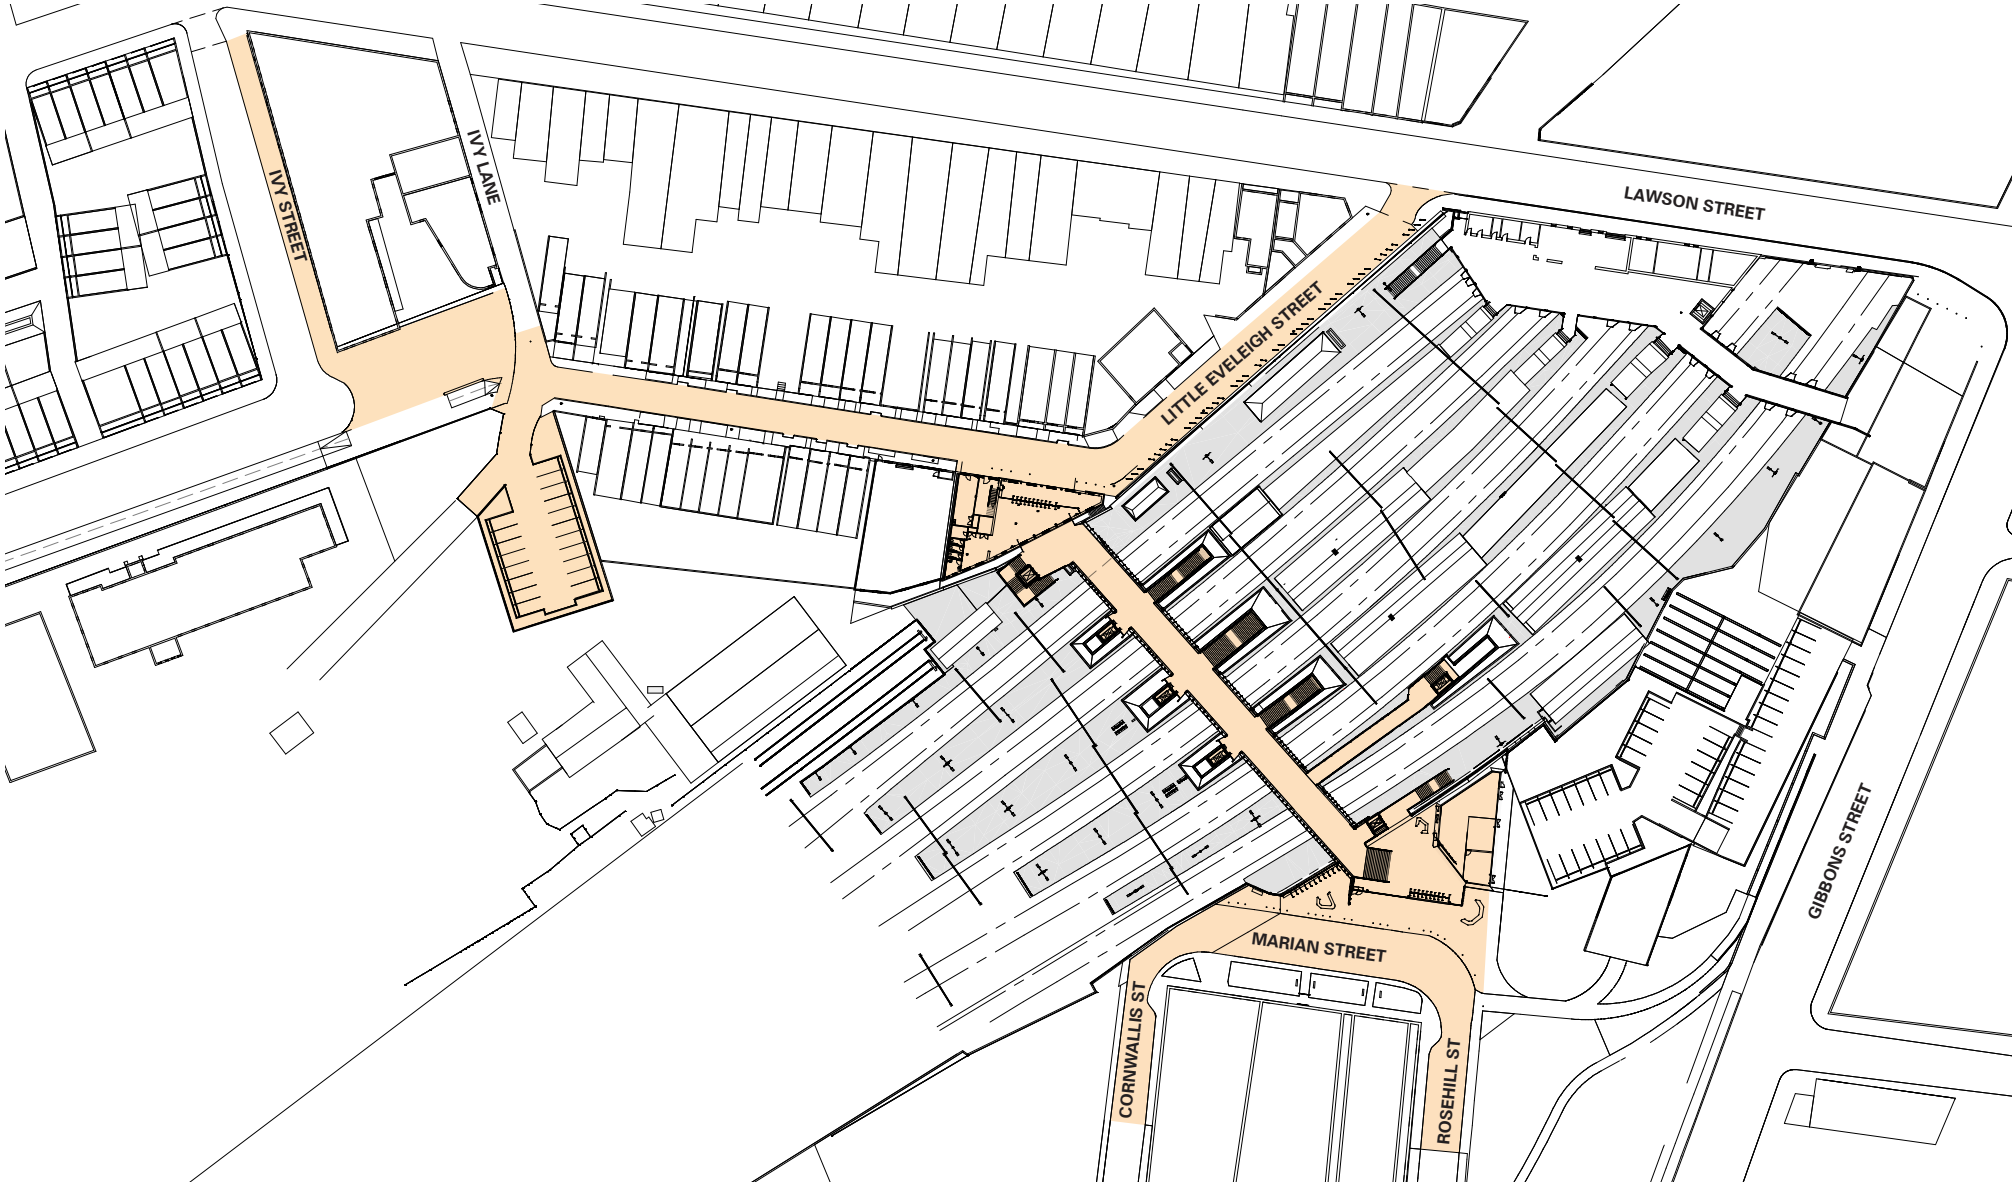 IVY LANE
IVY STREET
LAWSON STREET
LITTLE EVELEIGH STREET
GIBBONS STREET
MARIAN STREET
CORNWALLIS ST
ROSEHILL ST